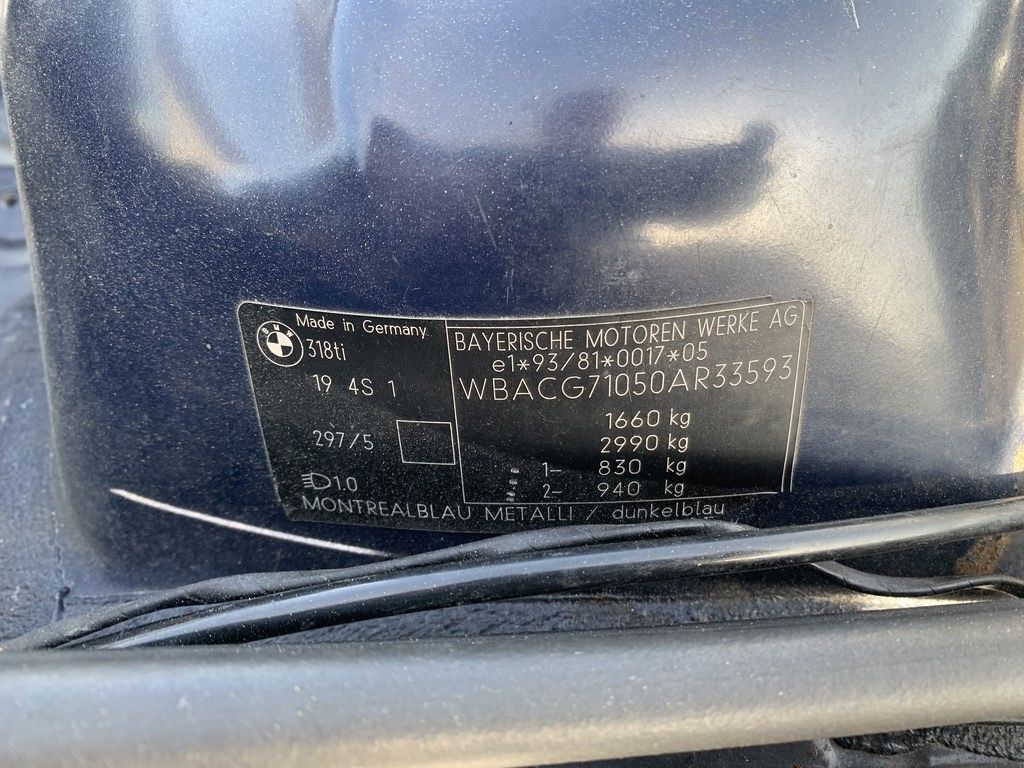 BMW
Made in Germany
318ti
19 4S 1
297/5
1.0
MONTREALBLAU METALLI / dunkelblau
BAYERISCHE MOTOREN WERKE AG
e1*93/81*0017*05
WBACG71050AR33593
1660 kg
2990 kg
1- 830 kg
2- 940 kg